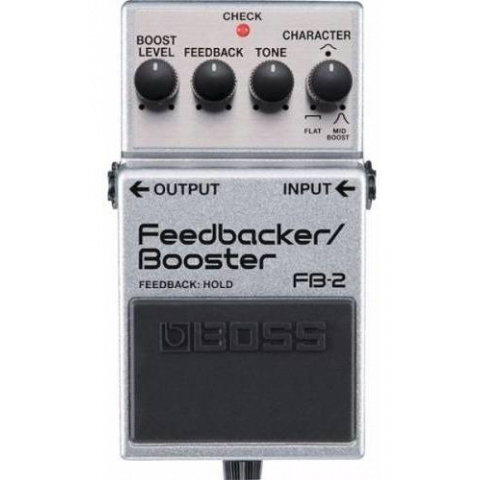 CHECK
BOOST LEVEL FEEDBACK TONE CHARACTER
FLAT MID BOOST
OUTPUT INPUT
Feedbacker/
Booster FB-2
FEEDBACK: HOLD
BOSS